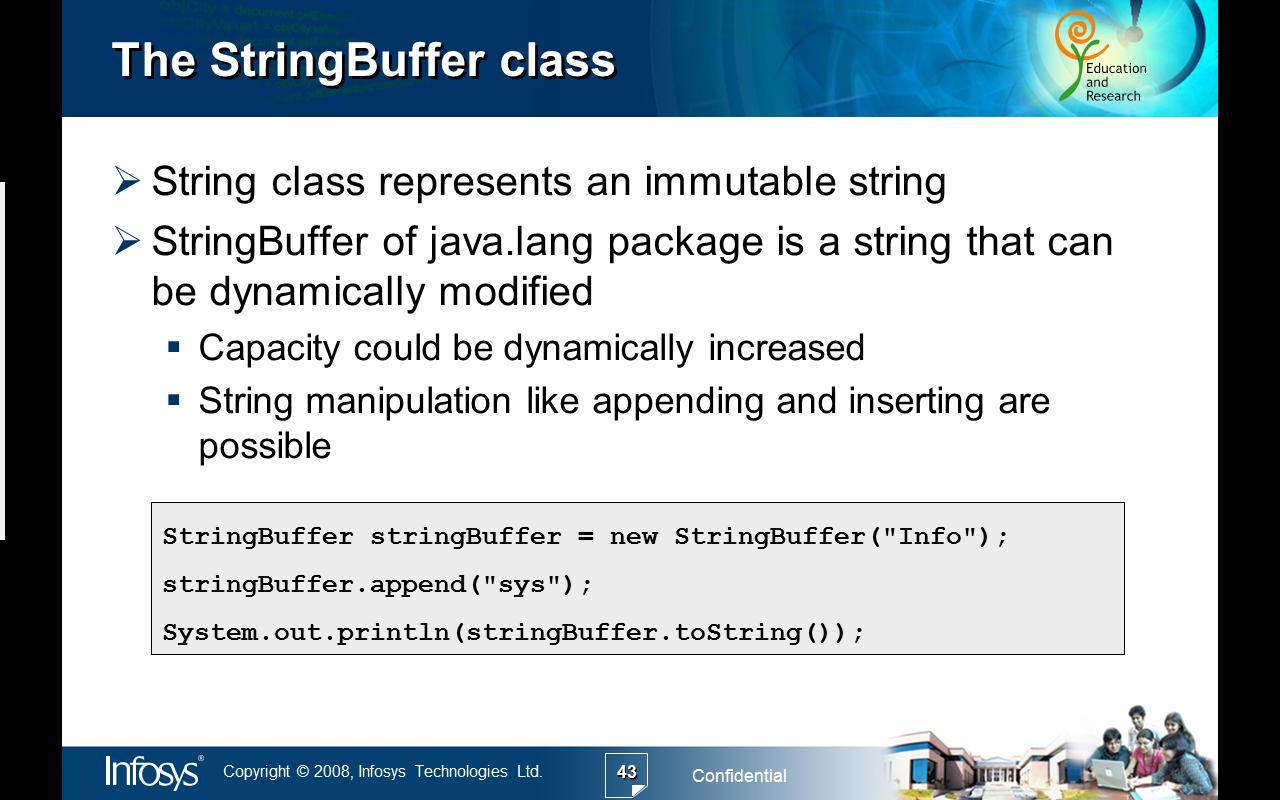 The StringBuffer class
Education
and
Research
String class represents an immutable string
StringBuffer of java.lang package is a string that can
be dynamically modified
Capacity could be dynamically increased
String manipulation like appending and inserting are
possible
StringBuffer stringBuffer = new StringBuffer("Info");
stringBuffer.append("sys");
System.out.println(stringBuffer.toString());
Infosys® Copyright © 2008, Infosys Technologies Ltd. 43 Confidential